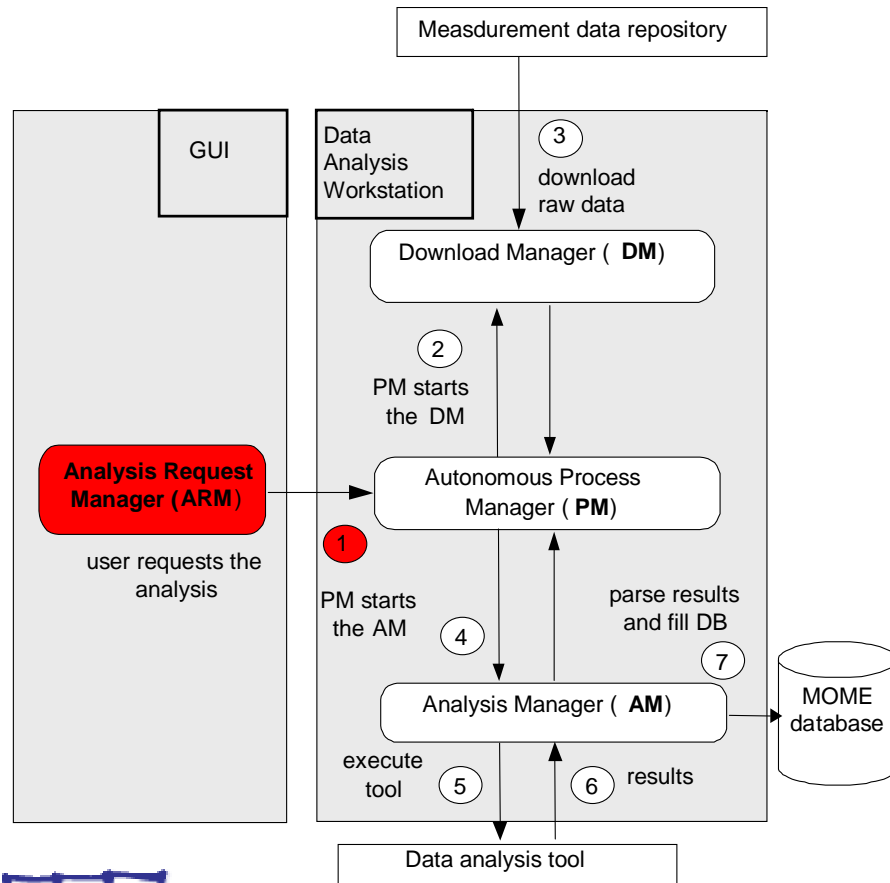 Measdurement data repository
GUI
Data
Analysis
Workstation
3
download
raw data
Download Manager ( DM)
2
PM starts
the DM
Analysis Request
Manager (ARM)
Autonomous Process
Manager ( PM)
1
user requests the
analysis
PM starts
the AM
4
parse results
and fill DB
7
Analysis Manager ( AM)
MOME
database
execute
tool
5
6
results
Data analysis tool